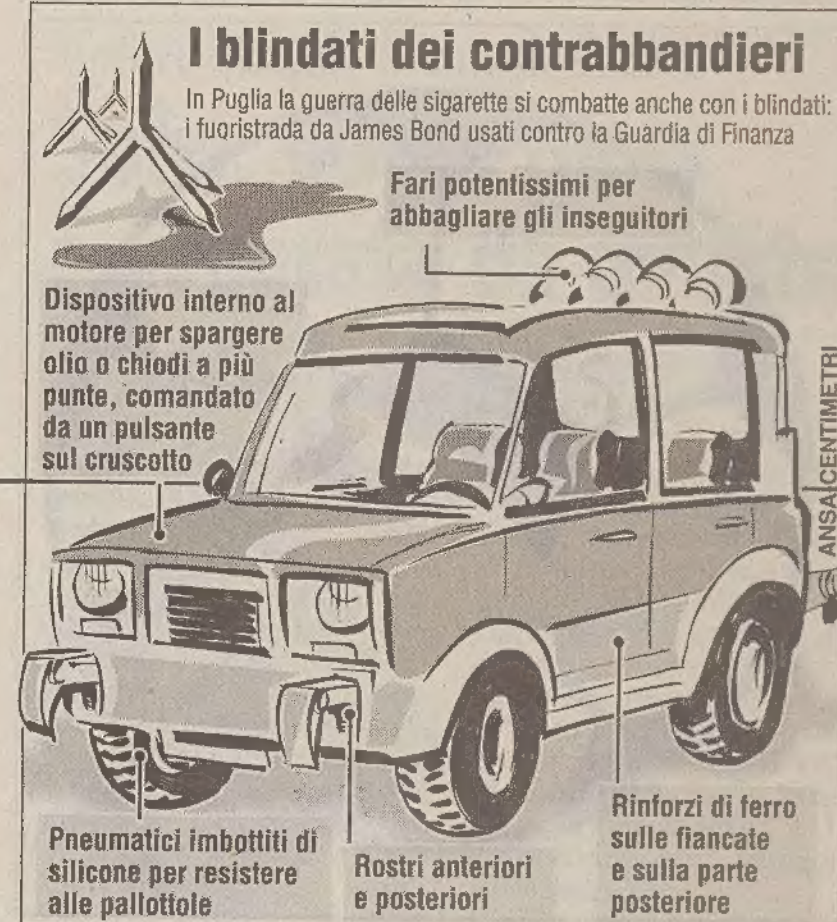 I blindati dei contrabbandieri
In Puglia la guerra delle sigarette si combatte anche con i blindati:
i fuoristrada da James Bond usati contro la Guardia di Finanza
Fari potentissimi per
abbagliare gli inseguitori
Dispositivo interno al
motore per spargere
olio o chiodi a più
punte, comandato
da un pulsante
sul cruscotto
ANSA-CENTIMETRI
Pneumatici imbottiti di
silicone per resistere
alle pallottole
Rostri anteriori
e posteriori
Rinforzi di ferro
sulle fiancate
e sulla parte
posteriore